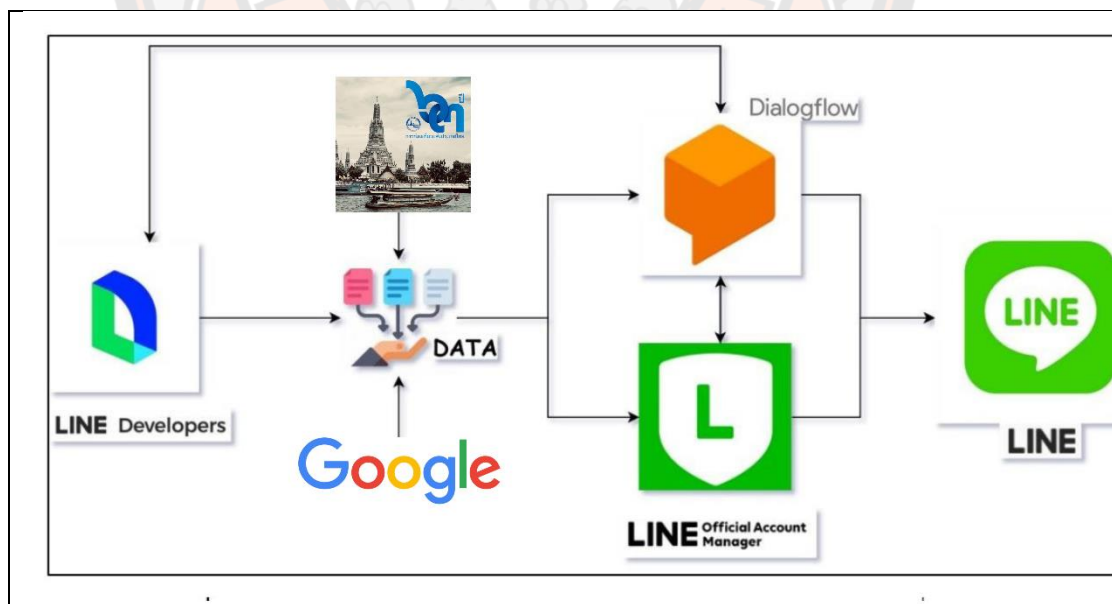 Dialogflow
DATA
LINE
LINE Developers
Google
L
LINE
LINE Official Account
Manager